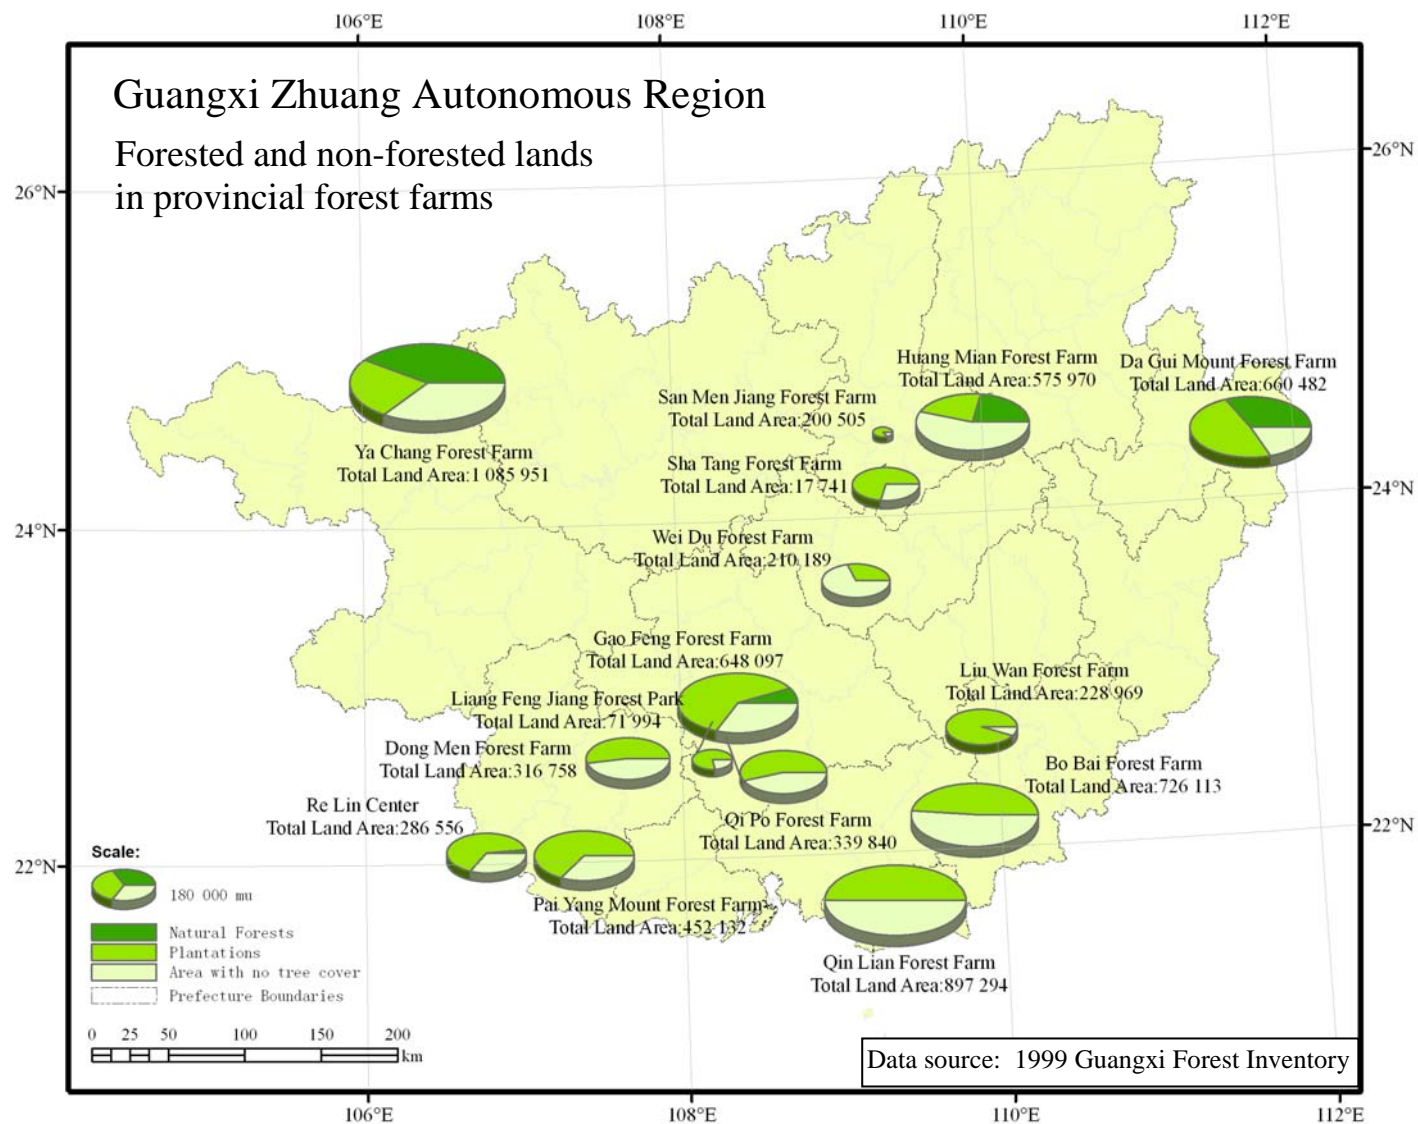 106°E
108°E
110°E
112°E
Guangxi Zhuang Autonomous Region
Forested and non-forested lands
in provincial forest farms
26°N
26°N
Huang Mian Forest Farm
Total Land Area:575 970
Da Gui Mount Forest Farm
Total Land Area:660 482
San Men Jiang Forest Farm
Total Land Area:200 505
Ya Chang Forest Farm
Total Land Area:1 085 951
Sha Tang Forest Farm
Total Land Area:17 741
24°N
24°N
Wei Du Forest Farm
Total Land Area:210 189
Gao Feng Forest Farm
Total Land Area:648 097
Liu Wan Forest Farm
Total Land Area:228 969
Liang Feng Jiang Forest Park
Total Land Area:71 994
Dong Men Forest Farm
Total Land Area:316 758
Bo Bai Forest Farm
Total Land Area:726 113
Re Lin Center
Total Land Area:286 556
Qi Po Forest Farm
Total Land Area:339 840
22°N
22°N
Pai Yang Mount Forest Farm
Total Land Area:452 132
Qin Lian Forest Farm
Total Land Area:897 294
Scale:
180 000 mu
Natural Forests
Plantations
Area with no tree cover
Prefecture Boundaries
0 25 50 100 150 200
km
Data source: 1999 Guangxi Forest Inventory
106°E
108°E
110°E
112°E